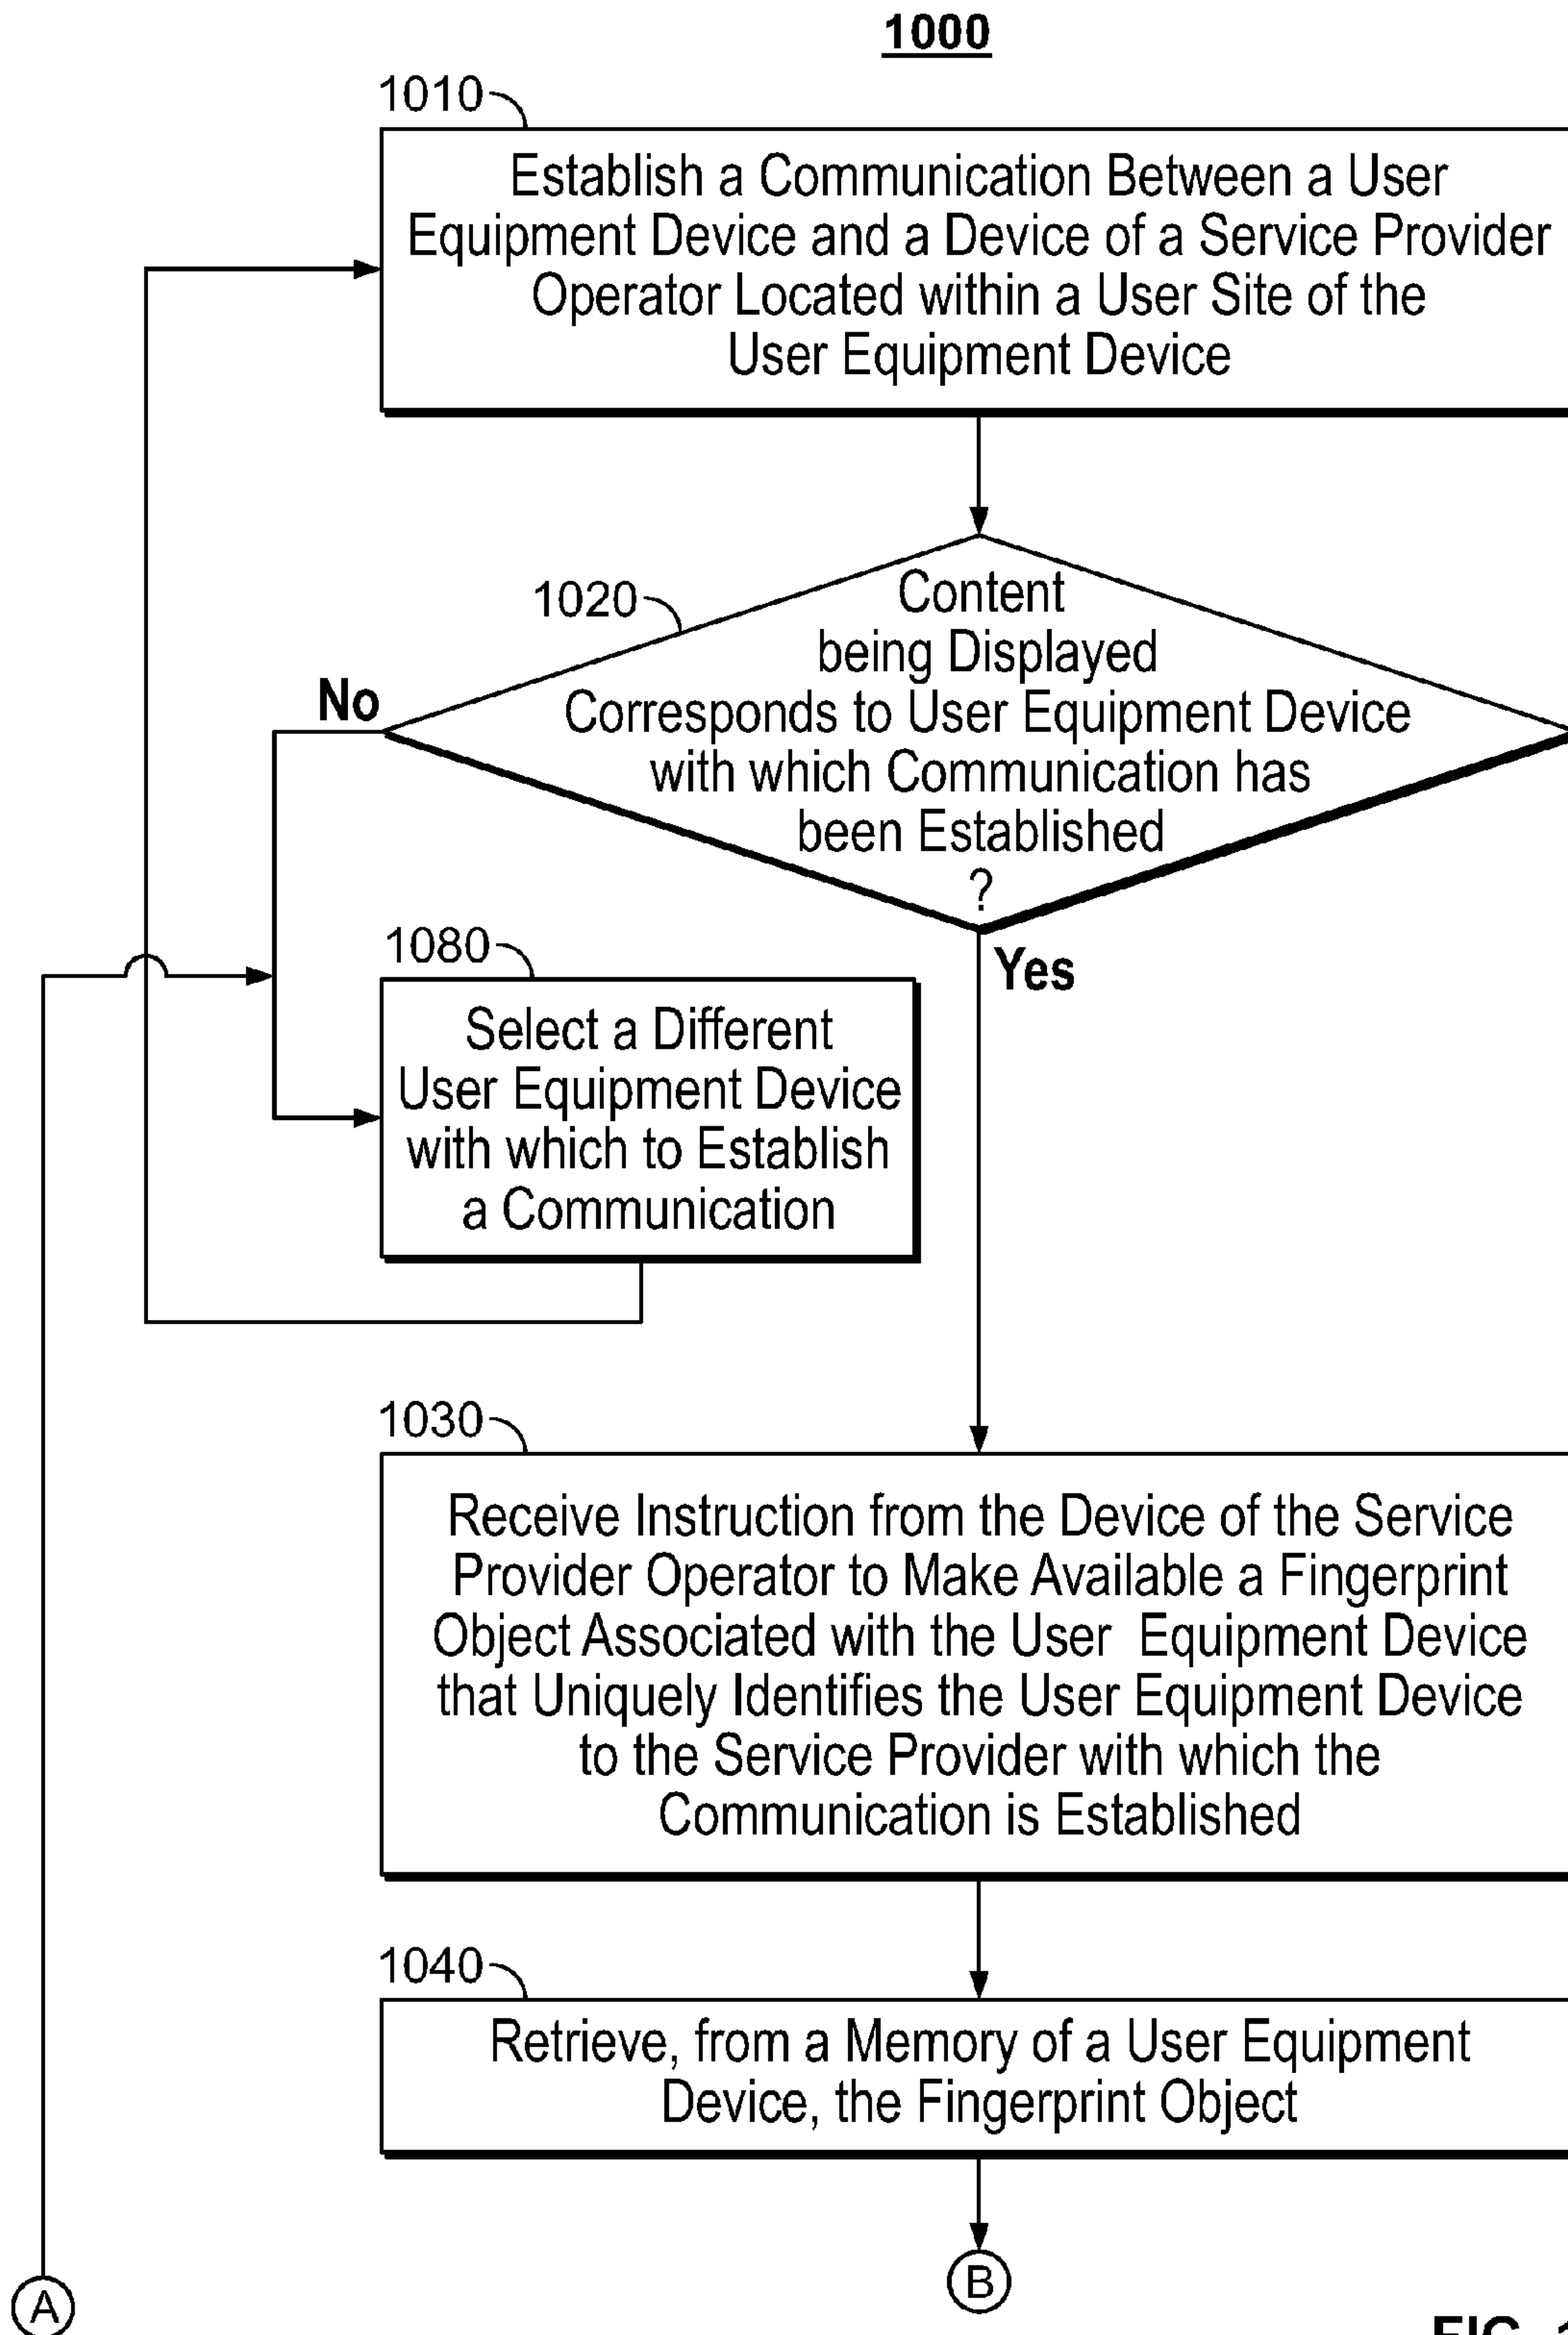 1000
1010
Establish a Communication Between a User
Equipment Device and a Device of a Service Provider
Operator Located within a User Site of the
User Equipment Device
1020
Content
being Displayed
Corresponds to User Equipment Device
with which Communication has
been Established
?
No
Yes
1080
Select a Different
User Equipment Device
with which to Establish
a Communication
1030
Receive Instruction from the Device of the Service
Provider Operator to Make Available a Fingerprint
Object Associated with the User Equipment Device
that Uniquely Identifies the User Equipment Device
to the Service Provider with which the
Communication is Established
1040
Retrieve, from a Memory of a User Equipment
Device, the Fingerprint Object
A
B
FIG.